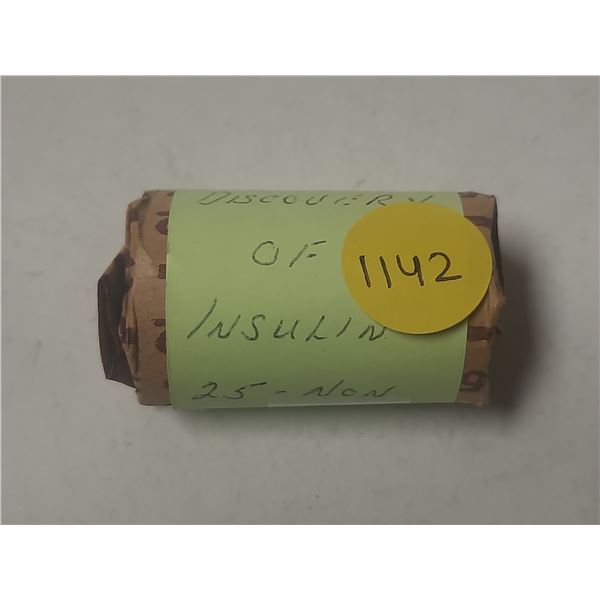 DISCOVERY
OF
INSULIN
25-NON
1142